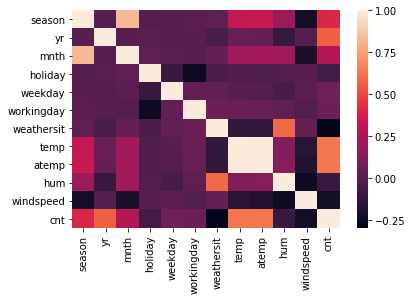 season
yr
mnth
holiday
weekday
workingday
weathersit
temp
atemp
hum
windspeed
cnt
season
yr
mnth
holiday
weekday
workingday
weathersit
temp
atemp
hum
windspeed
cnt
1.00
0.75
0.50
0.25
0.00
−0.25